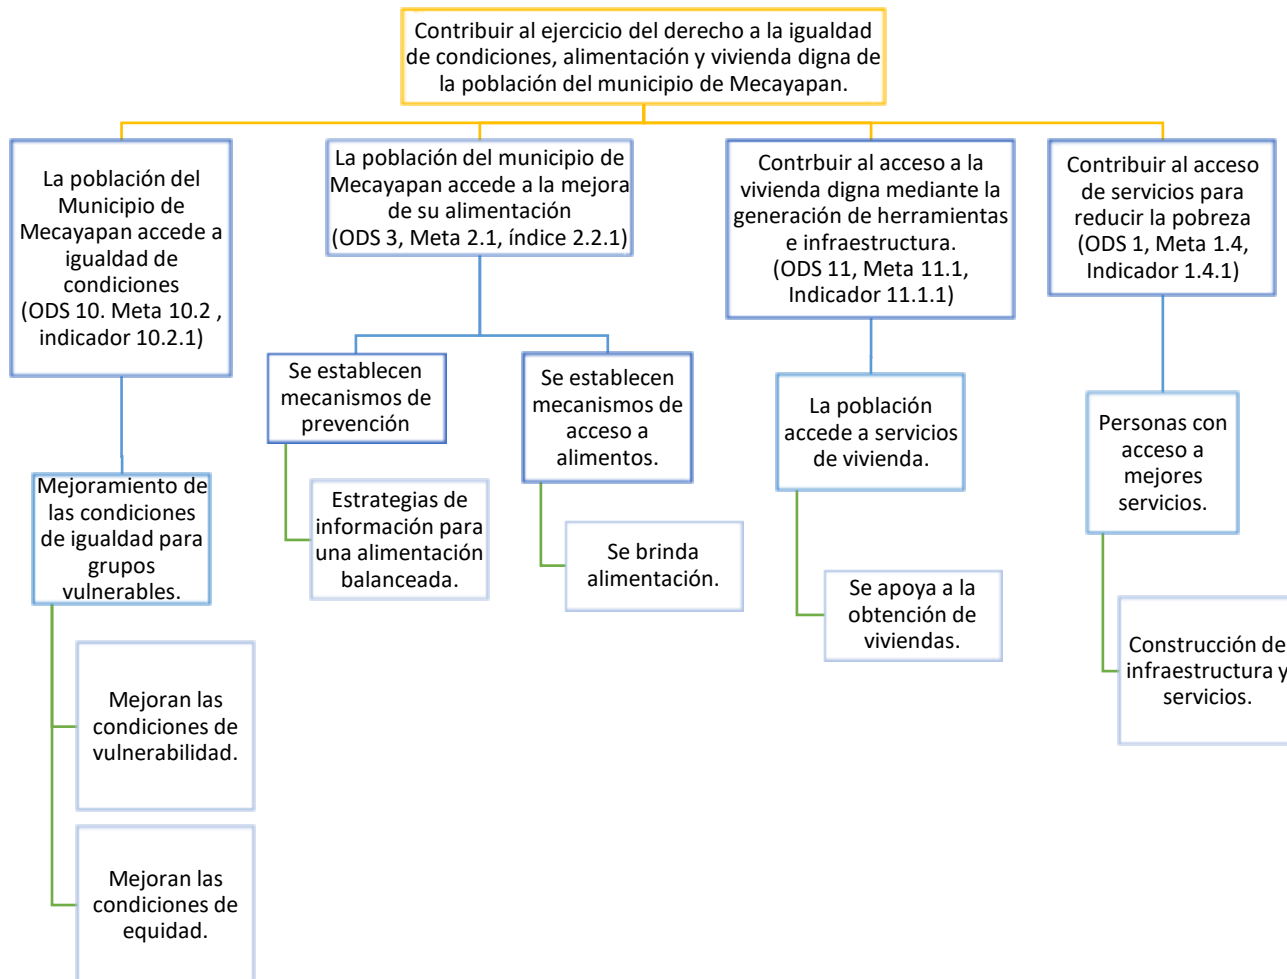 Contribuir al ejercicio del derecho a la igualdad
de condiciones, alimentación y vivienda digna de
la población del municipio de Mecayapan.
La población del
Municipio de
Mecayapan accede a
igualdad de
condiciones
(ODS 10. Meta 10.2 ,
indicador 10.2.1)
La población del municipio de
Mecayapan accede a la mejora
de su alimentación
(ODS 3, Meta 2.1, índice 2.2.1)
Contrbuir al acceso a la
vivienda digna mediante la
generación de herramientas
e infraestructura.
(ODS 11, Meta 11.1,
Indicador 11.1.1)
Contribuir al acceso
de servicios para
reducir la pobreza
(ODS 1, Meta 1.4,
Indicador 1.4.1)
Se establecen
mecanismos de
prevención
Se establecen
mecanismos de
acceso a
alimentos.
La población
accede a servicios
de vivienda.
Personas con
acceso a
mejores
servicios.
Mejoramiento de
las condiciones
de igualdad para
grupos
vulnerables.
Estrategias de
información para
una alimentación
balanceada.
Se brinda
alimentación.
Se apoya a la
obtención de
viviendas.
Construcción de
infraestructura y
servicios.
Mejoran las
condiciones de
vulnerabilidad.
Mejoran las
condiciones de
equidad.